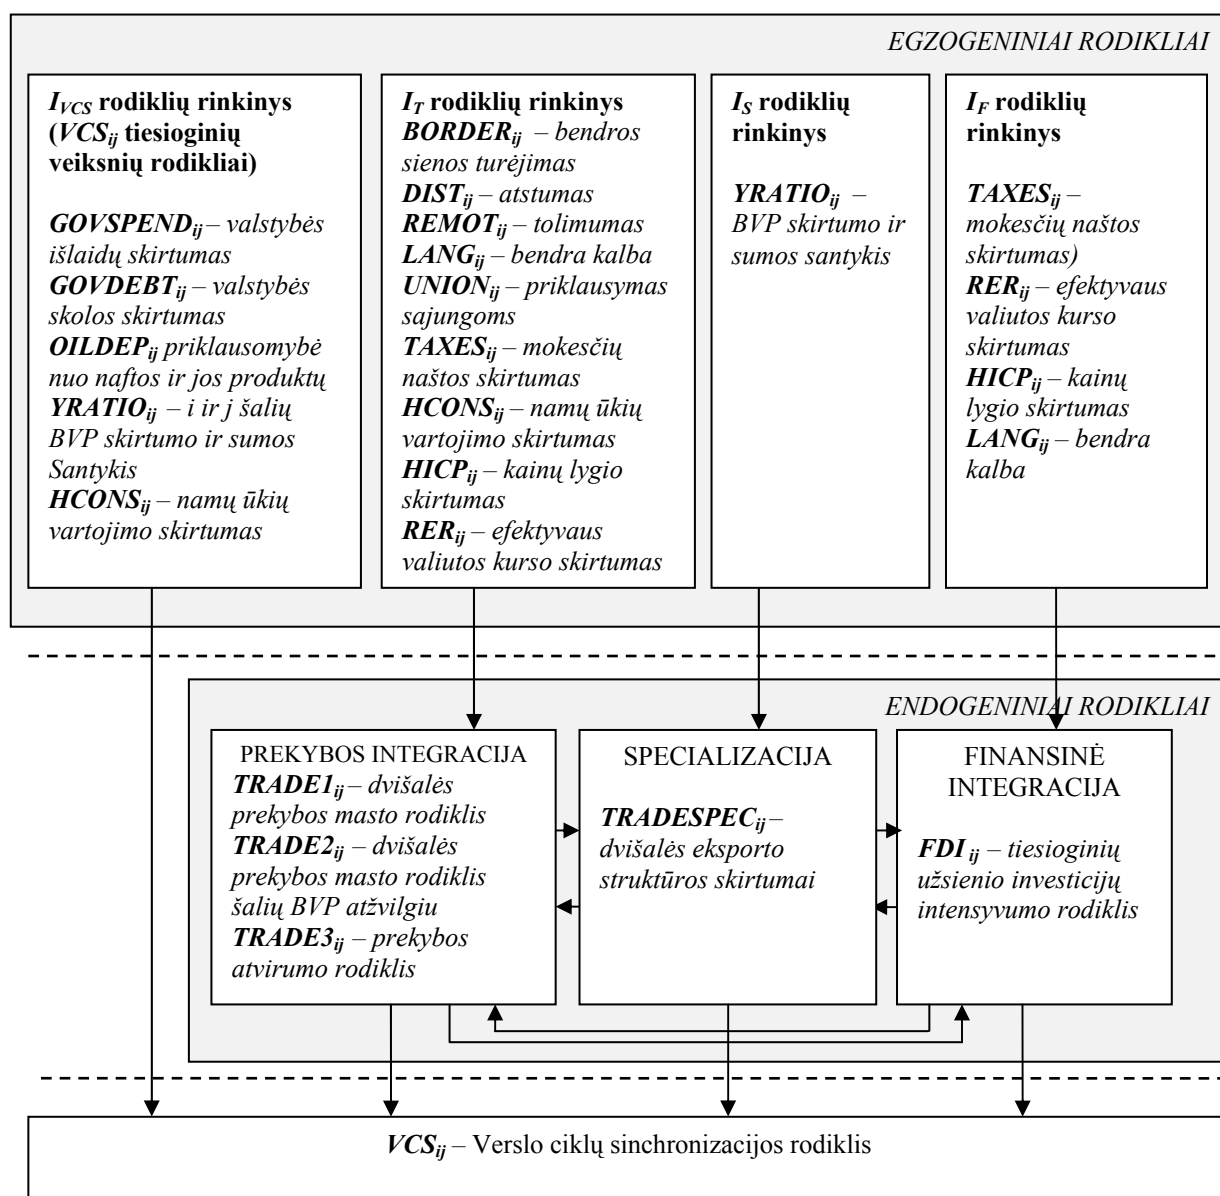 EGZOGENINIAI RODIKLIAI
I_VCS rodiklių rinkinys
(VCS_ij tiesioginių
veiksnių rodikliai)
GOVSPEND_ij – valstybės
išlaidų skirtumas
GOVDEBT_ij – valstybės
skolos skirtumas
OILDEP_ij priklausomybė
nuo naftos ir jos produktų
YRATIO_ij – i ir j šalių
BVP skirtumo ir sumos
Santykis
HCONS_ij – namų ūkių
vartojimo skirtumas
I_T rodiklių rinkinys
BORDER_ij – bendros
sienos turėjimas
DIST_ij – atstumas
REMOT_ij – tolimumas
LANG_ij – bendra kalba
UNION_ij – priklausymas
sajungoms
TAXES_ij – mokesčių
naštos skirtumas
HCONS_ij – namų ūkių
vartojimo skirtumas
HICP_ij – kainų lygio
skirtumas
RER_ij – efektyvaus
valiutos kurso skirtumas
I_S rodiklių
rinkinys
YRATIO_ij –
BVP skirtumo ir
sumos santykis
I_F rodiklių
rinkinys
TAXES_ij –
mokesčių naštos
skirtumas)
RER_ij – efektyvaus
valiutos kurso
skirtumas
HICP_ij – kainų
lygio skirtumas
LANG_ij – bendra
kalba
ENDOGENINIAI RODIKLIAI
PREKYBOS INTEGRACIJA
TRADE1_ij – dvišalės
prekybos masto rodiklis
TRADE2_ij – dvišalės
prekybos masto rodiklis
šalių BVP atžvilgiu
TRADE3_ij – prekybos
atvirumo rodiklis
SPECIALIZACIJA
TRADESPEC_ij –
dvišalės eksporto
struktūros skirtumai
FINANSINĖ
INTEGRACIJA
FDI_ij – tiesioginių
užsienio investicijų
intensyvumo rodiklis
VCS_ij – Verslo ciklų sinchronizacijos rodiklis